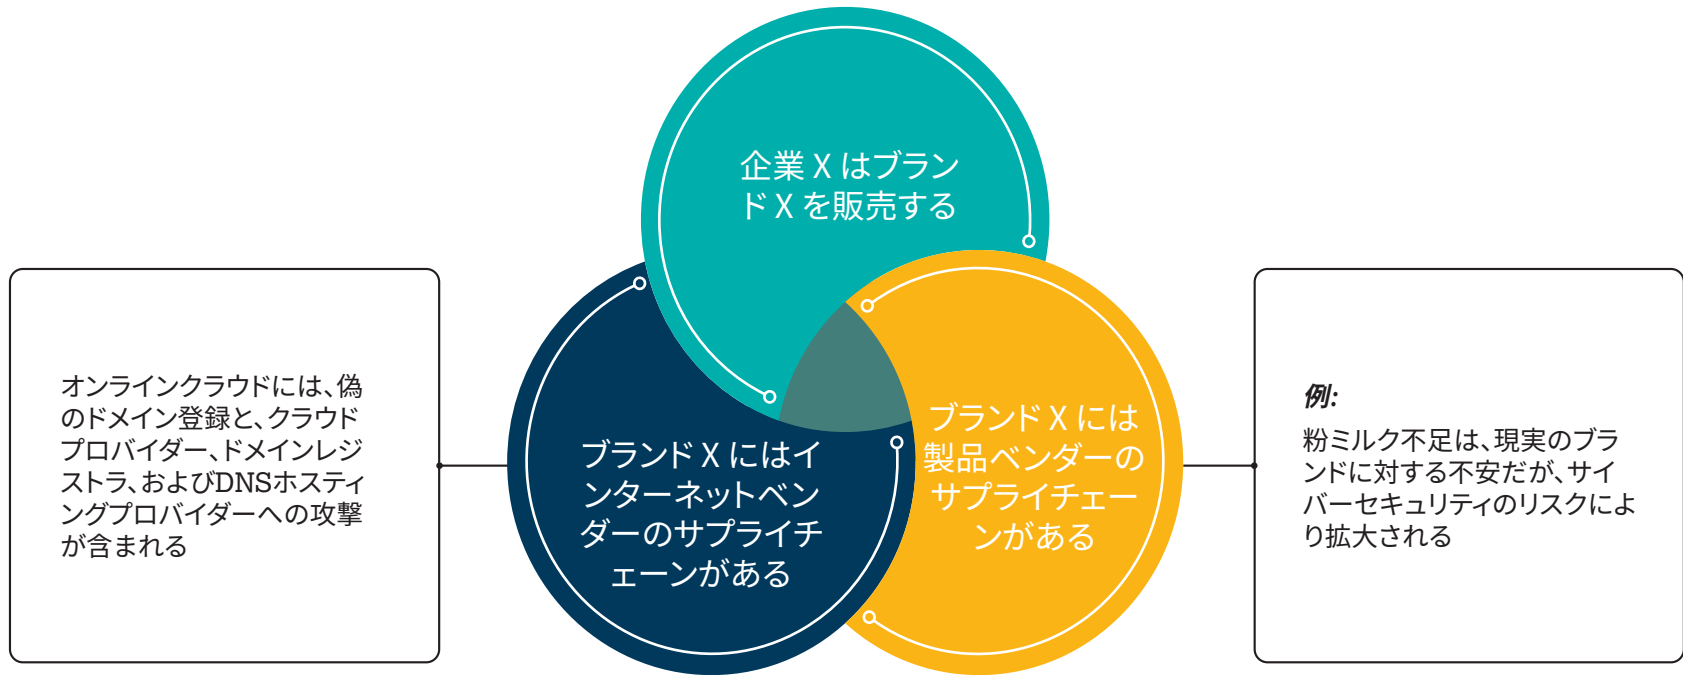 企業 X はブラン
ド X を販売する
オンラインクラウドには、偽
のドメイン登録と、クラウド
プロバイダー、ドメインレジ
ストラ、およびDNSホスティ
ングプロバイダーへの攻撃
が含まれる
ブランド X にはイ
ンターネットベン
ダーのサプライチ
ェーンがある
ブランド X には
製品ベンダーの
サプライチェー
ンがある
例:
粉ミルク不足は、現実のブラ
ンドに対する不安だが、サイ
バーセキュリティのリスクによ
り拡大される